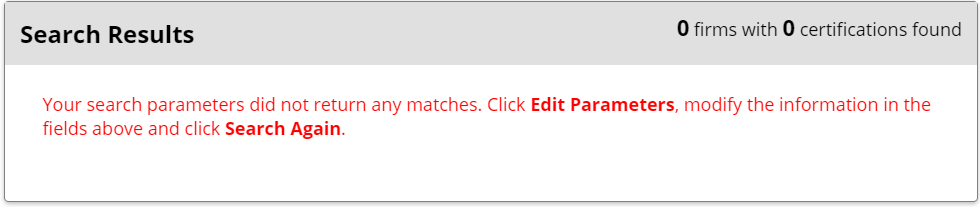 Search Results
0 firms with 0 certifications found
Your search parameters did not return any matches. Click Edit Parameters, modify the information in the
fields above and click Search Again.